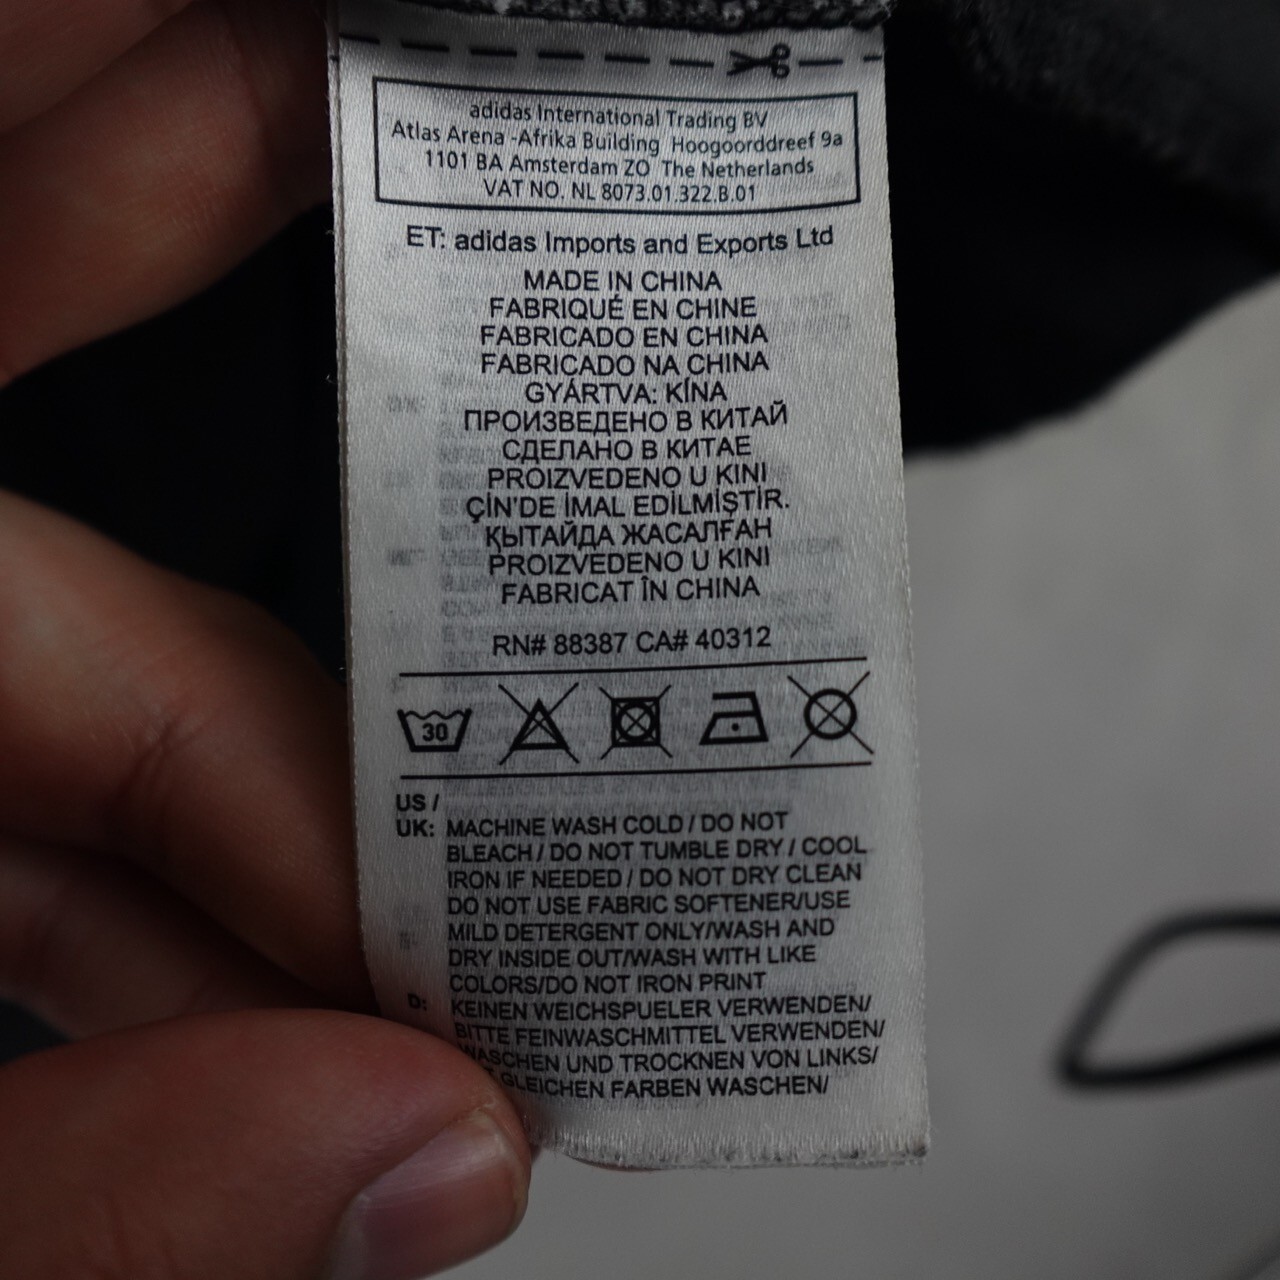 adidas International Trading BV
Atlas Arena -Afrika Building Hoogoorddreef 9a
1101 BA Amsterdam ZO The Netherlands
VAT NO. NL 8073.01.322.B.01
ET: adidas Imports and Exports Ltd
MADE IN CHINA
FABRIQUÉ EN CHINE
FABRICADO EN CHINA
FABRICADO NA CHINA
GYÁRTVA: KÍNA
ПРОИЗВЕДЕНО В КИТАЙ
СДЕЛАНО В КИТАЕ
PROIZVEDENO U KINI
ÇİN'DE İMAL EDİLMİŞTİR.
ҚЫТАЙДА ЖАСАЛҒАН
PROIZVEDENO U KINI
FABRICAT ÎN CHINA
RN# 88387 CA# 40312
30
US /
UK: MACHINE WASH COLD / DO NOT
BLEACH / DO NOT TUMBLE DRY / COOL
IRON IF NEEDED / DO NOT DRY CLEAN
DO NOT USE FABRIC SOFTENER/USE
MILD DETERGENT ONLY/WASH AND
DRY INSIDE OUT/WASH WITH LIKE
COLORS/DO NOT IRON PRINT
D: KEINEN WEICHSPUELER VERWENDEN/
BITTE FEINWASCHMITTEL VERWENDEN/
WASCHEN UND TROCKNEN VON LINKS/
GLEICHEN FARBEN WASCHEN/